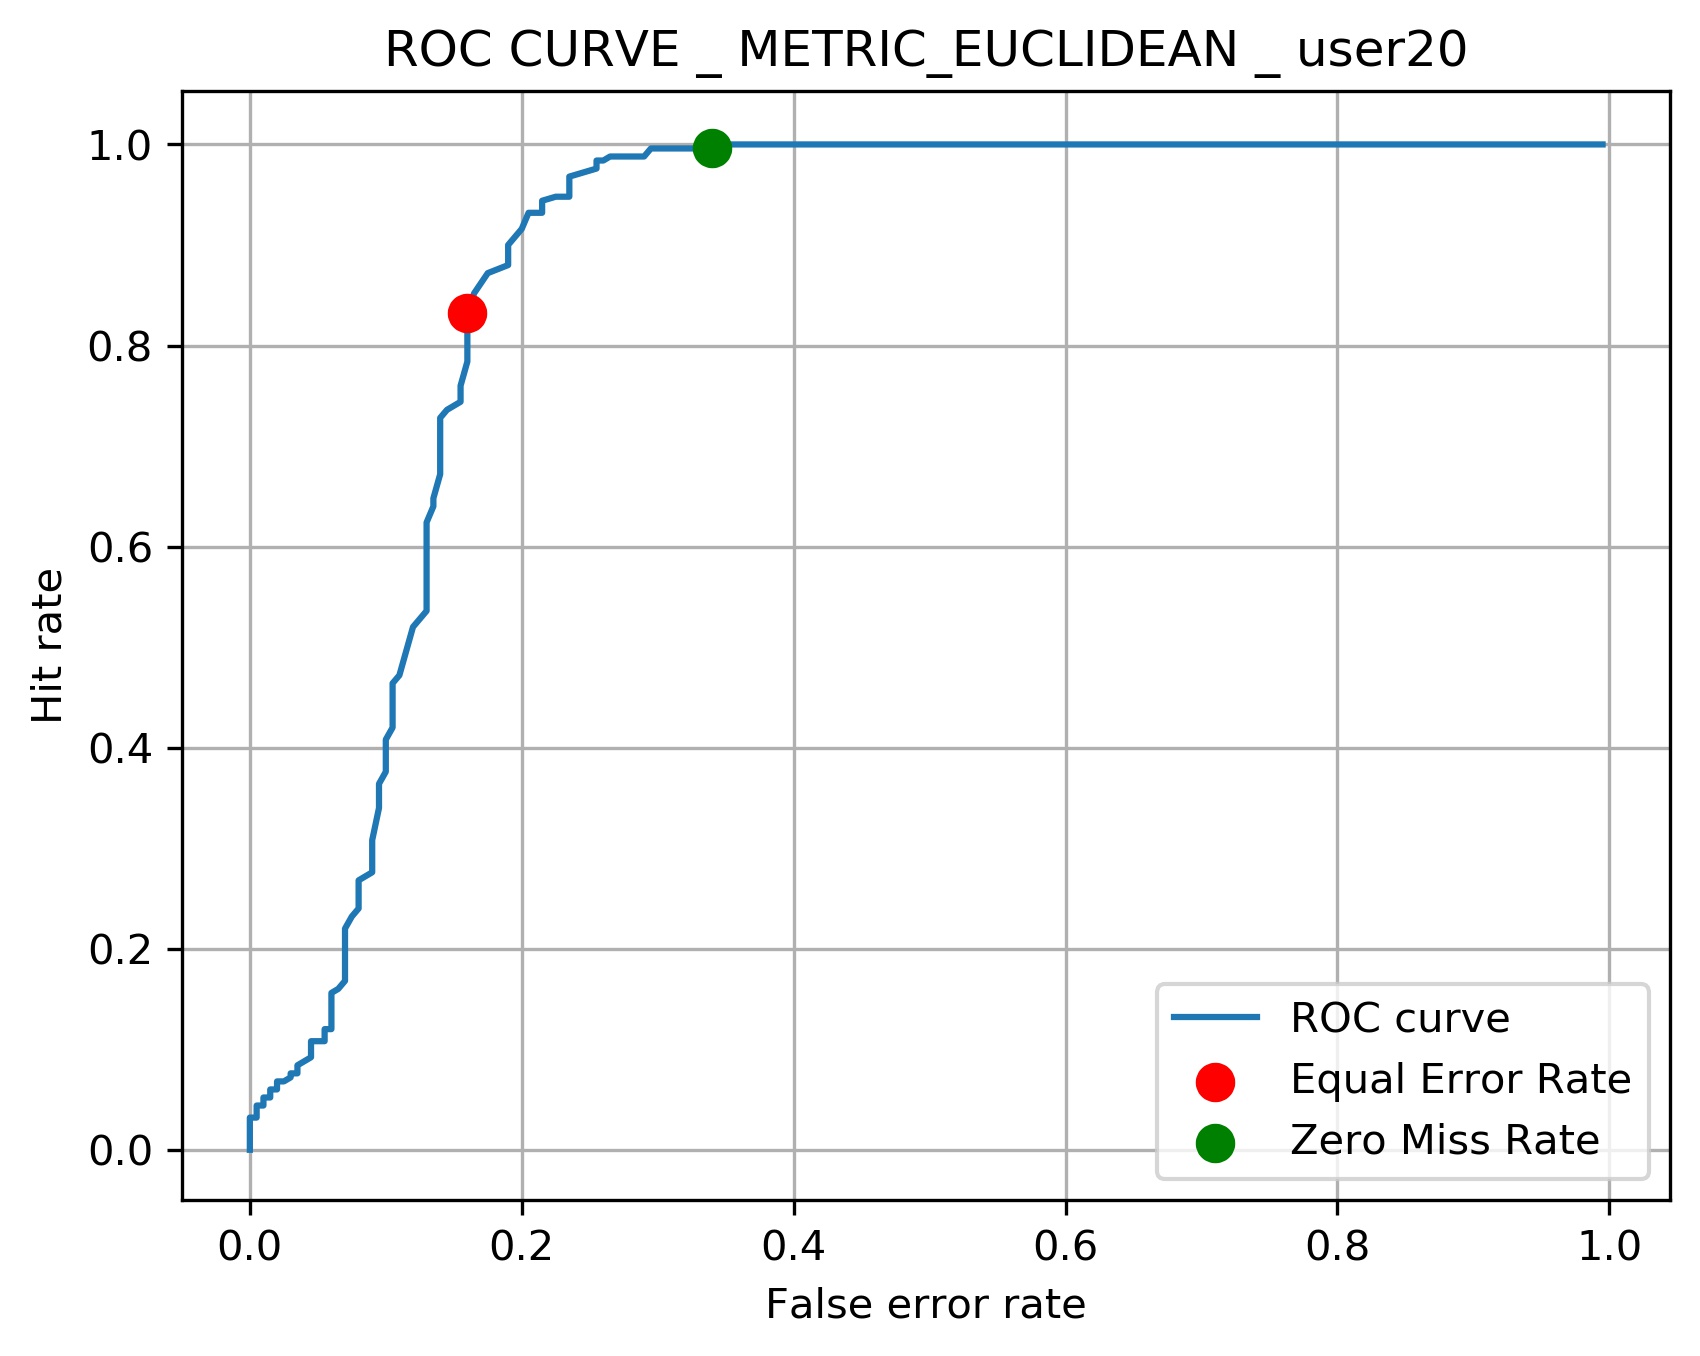 ROC CURVE _ METRIC_EUCLIDEAN _ user20
1.0
0.8
0.6
0.4
0.2
0.0
Hit rate
ROC curve
Equal Error Rate
Zero Miss Rate
0.0 0.2 0.4 0.6 0.8 1.0
False error rate